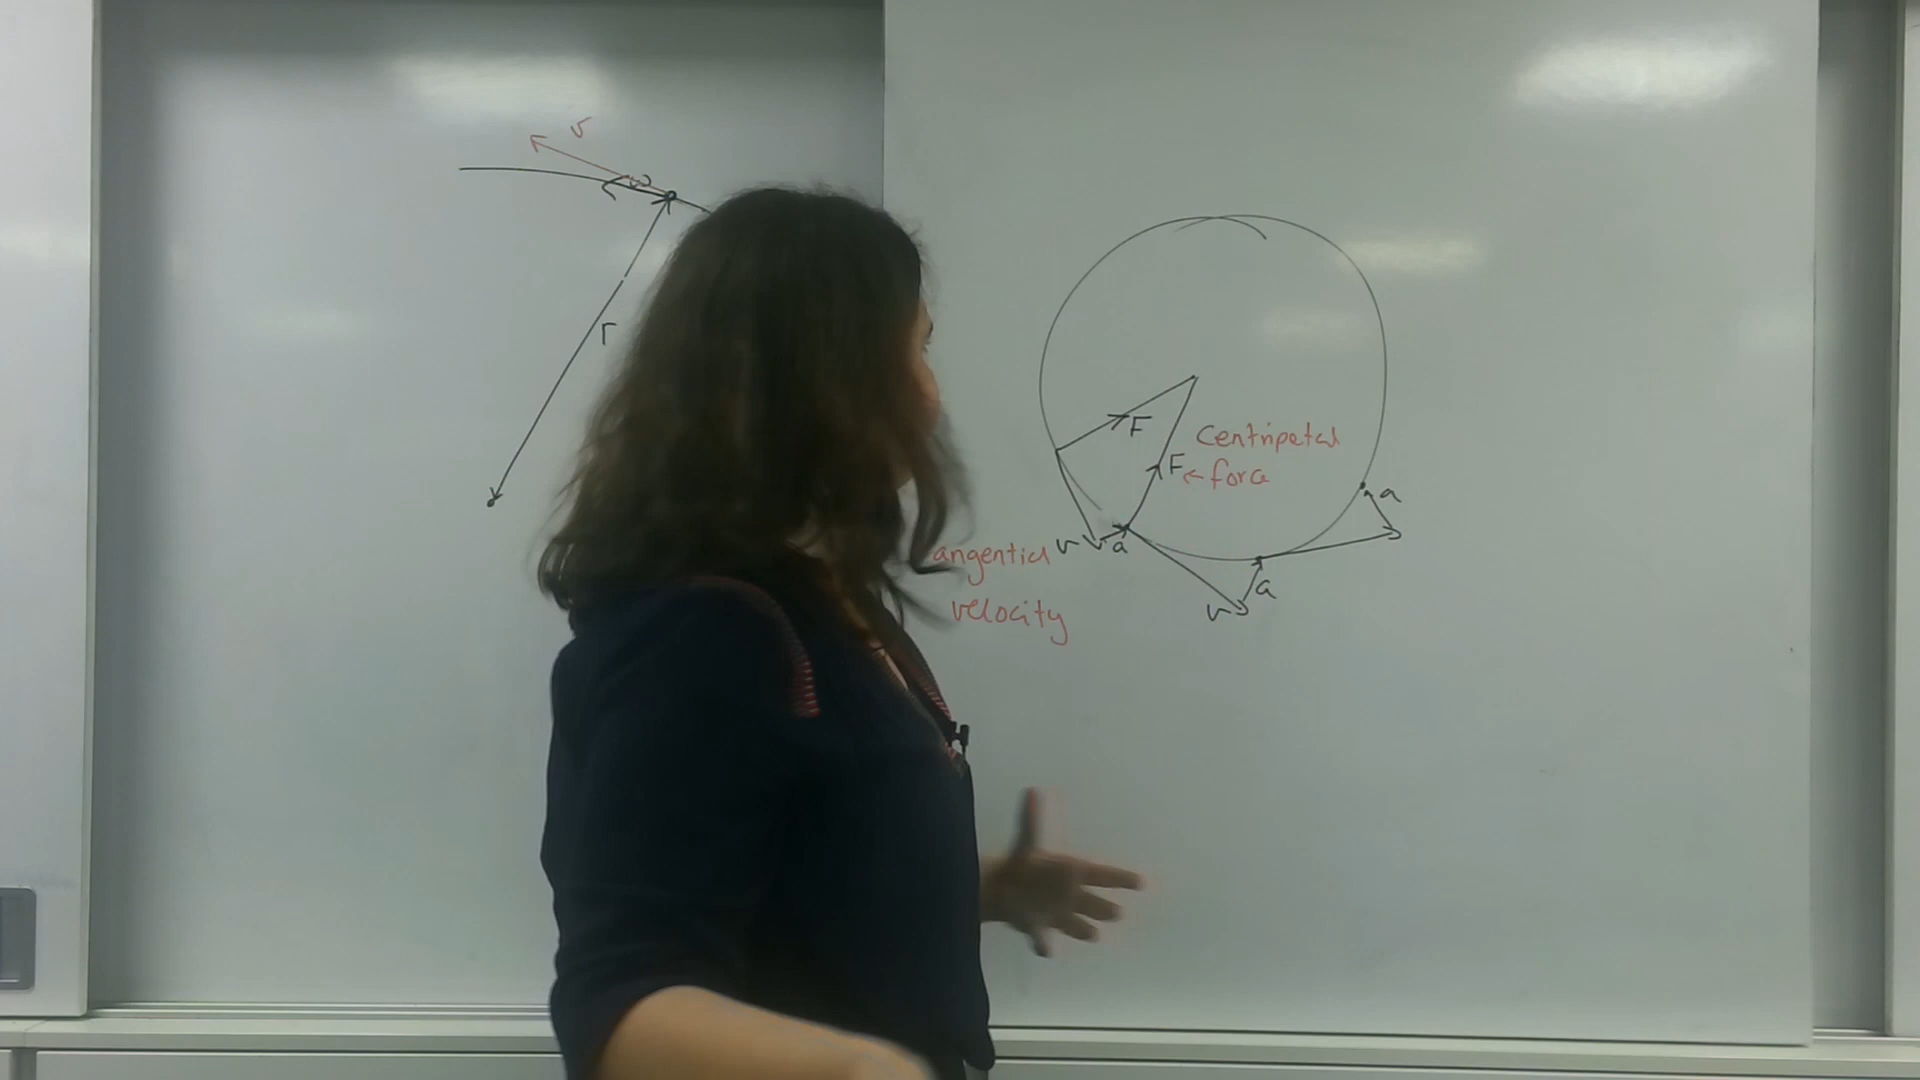 v
ω
r
F
Centripetal
F ← force
a
a
v
angential
velocity
v
a